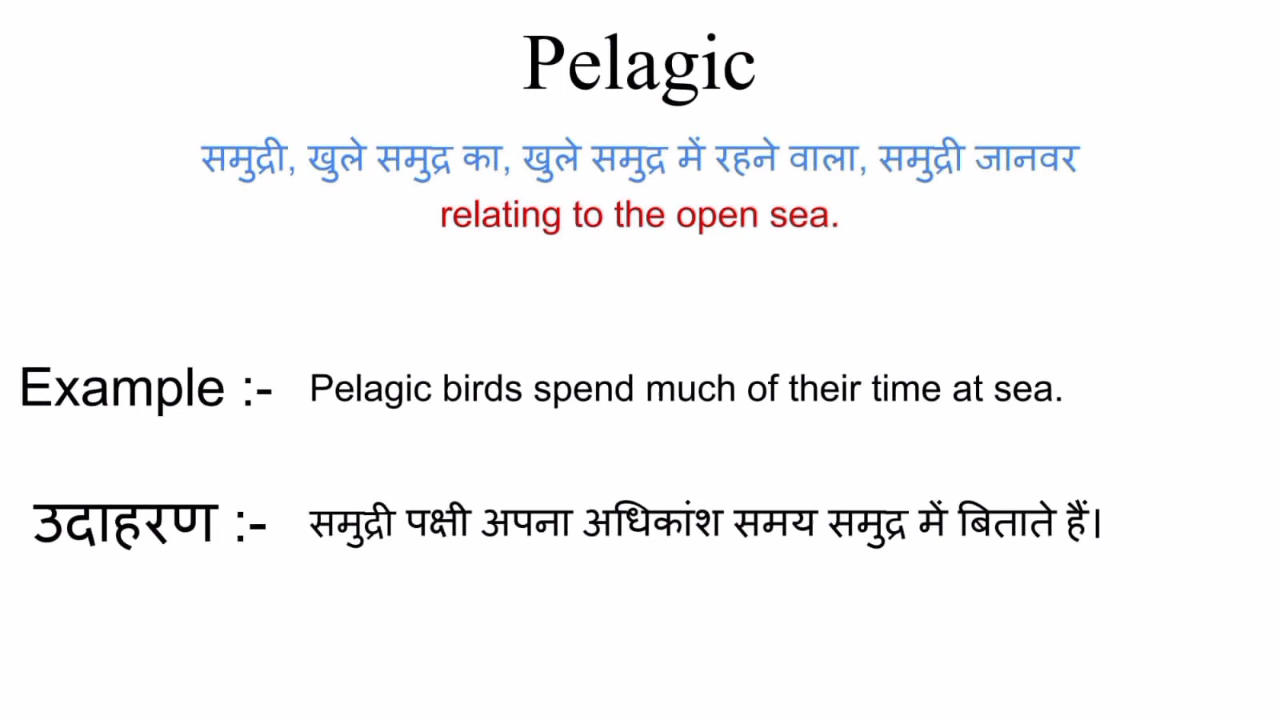 Pelagic
समुद्री, खुले समुद्र का, खुले समुद्र में रहने वाला, समुद्री जानवर
relating to the open sea.
Example :- Pelagic birds spend much of their time at sea.
उदाहरण :- समुद्री पक्षी अपना अधिकांश समय समुद्र में बिताते हैं।